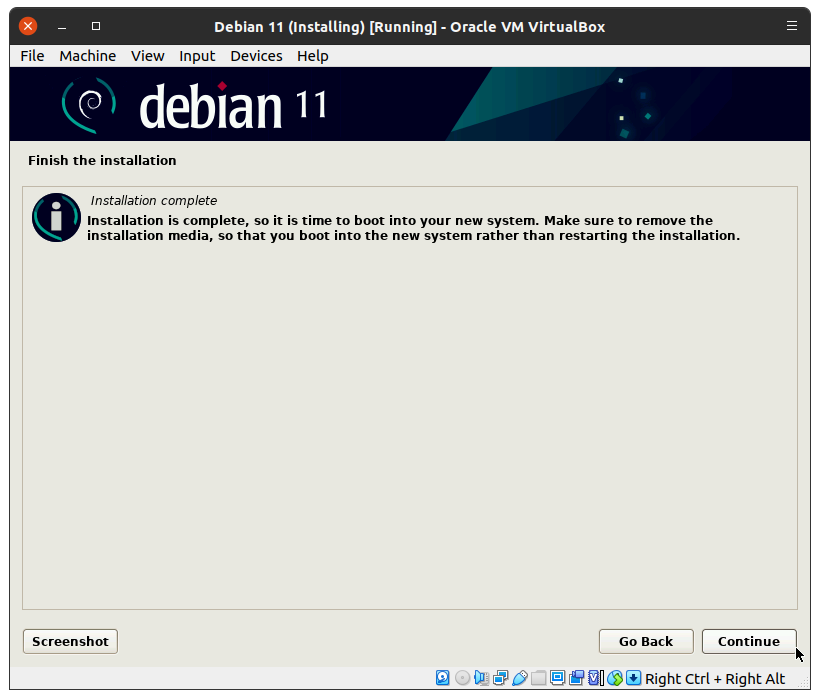 Debian 11 (Installing) [Running] - Oracle VM VirtualBox
File Machine View Input Devices Help
debian 11
Finish the installation
Installation complete
Installation is complete, so it is time to boot into your new system. Make sure to remove the
installation media, so that you boot into the new system rather than restarting the installation.
Screenshot
Go Back
Continue
Right Ctrl + Right Alt